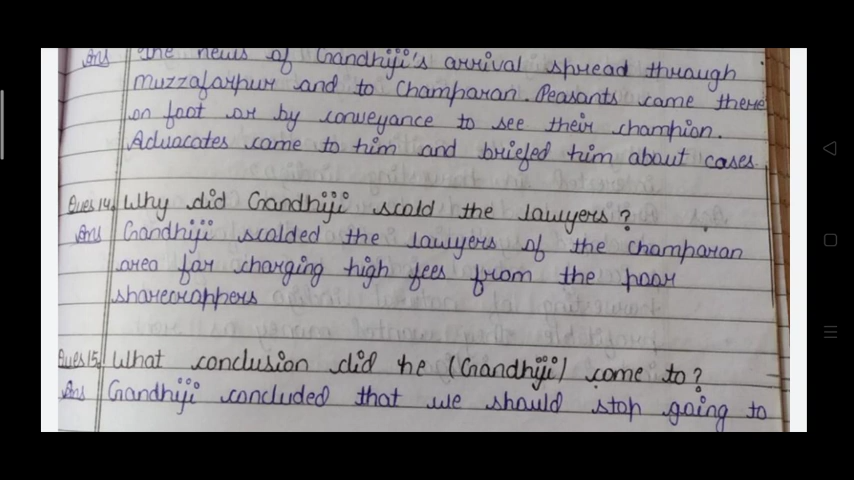 Ans The news of Gandhiji's arrival spread through
Muzzafarpur and to Champaran. Peasants came there
on foot or by conveyance to see their champion.
Advocates came to him and briefed him about cases.
Ques 14. Why did Gandhiji scold the lawyers?
Ans Gandhiji scolded the lawyers of the champaran
area for charging high fees from the poor
sharecroppers
Ques 15. What conclusion did he (Gandhiji) come to?
Ans Gandhiji concluded that we should stop going to